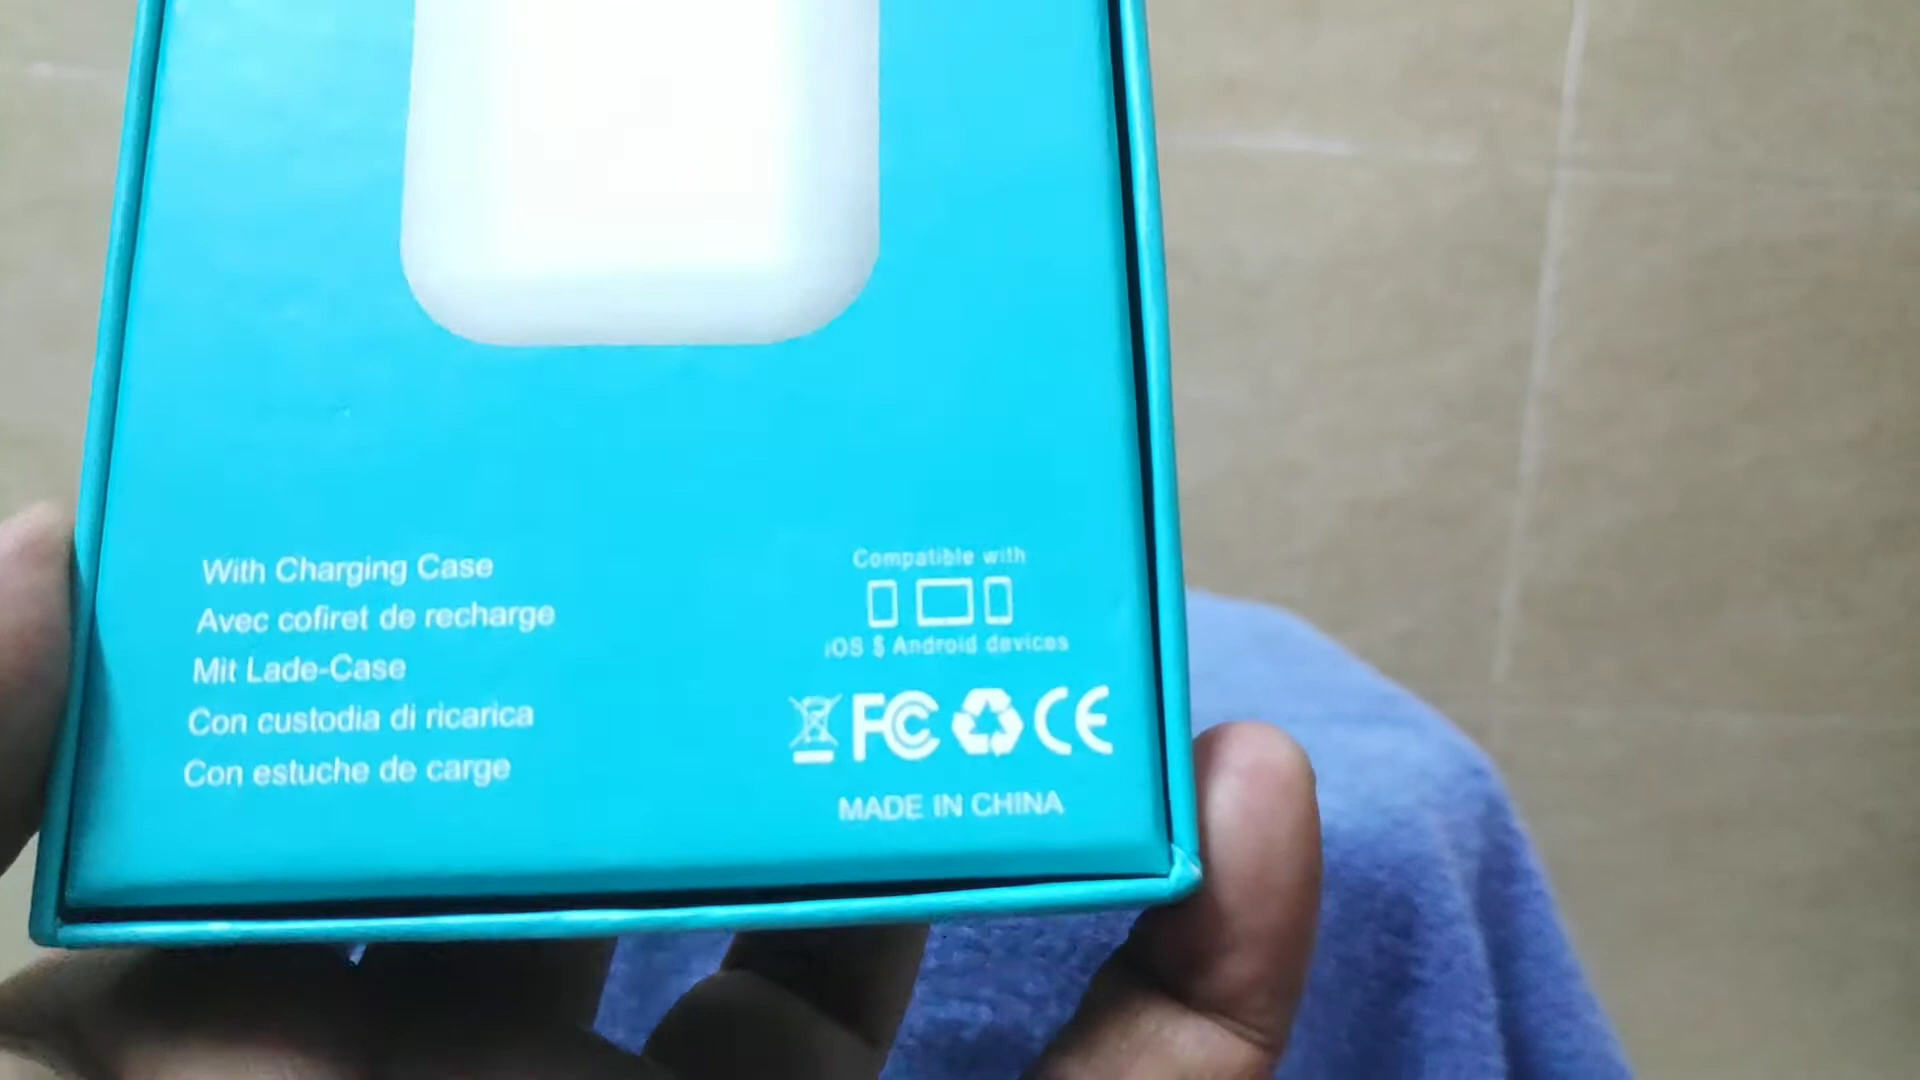 With Charging Case
Avec cofiret de recharge
Mit Lade-Case
Con custodia di ricarica
Con estuche de carge
Compatible with
iOS $ Android devices
FC CE
MADE IN CHINA